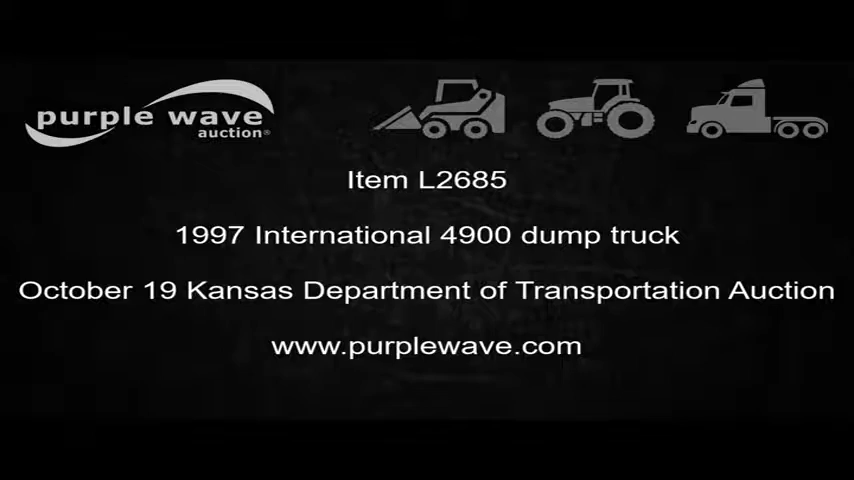 purple wave
auction®
Item L2685
1997 International 4900 dump truck
October 19 Kansas Department of Transportation Auction
www.purplewave.com